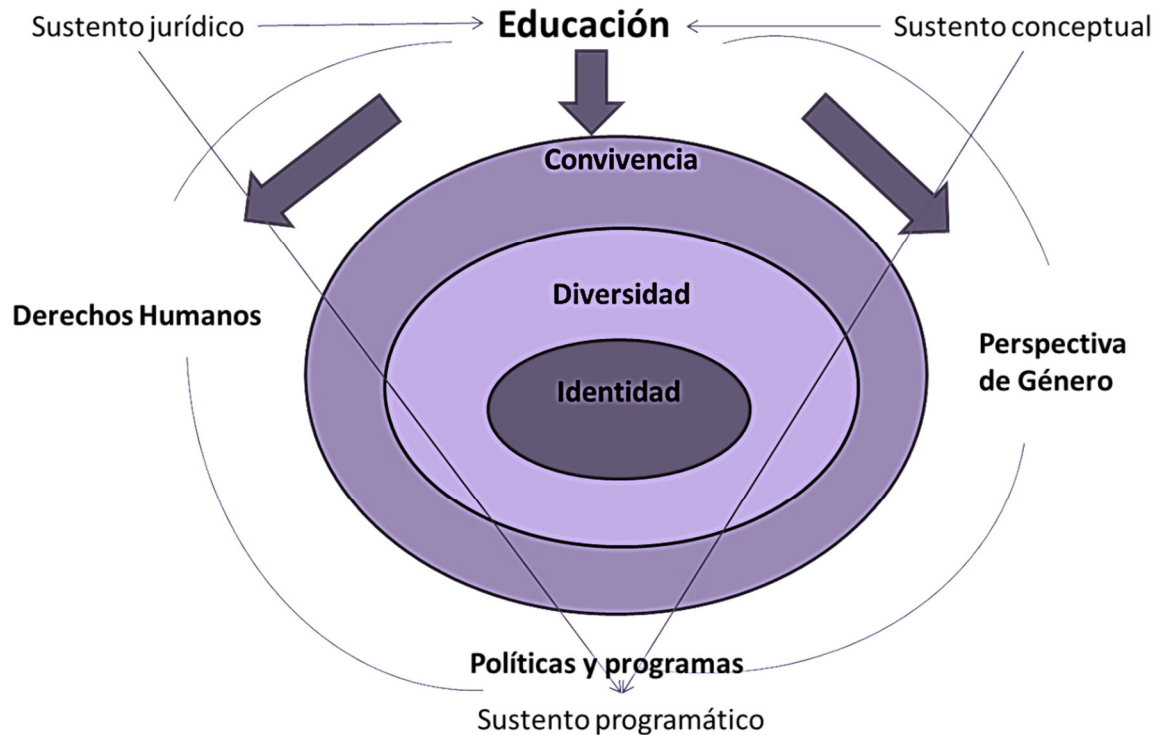 Sustento jurídico
Educación
Sustento conceptual
Convivencia
Diversidad
Derechos Humanos
Perspectiva
de Género
Identidad
Políticas y programas
Sustento programático